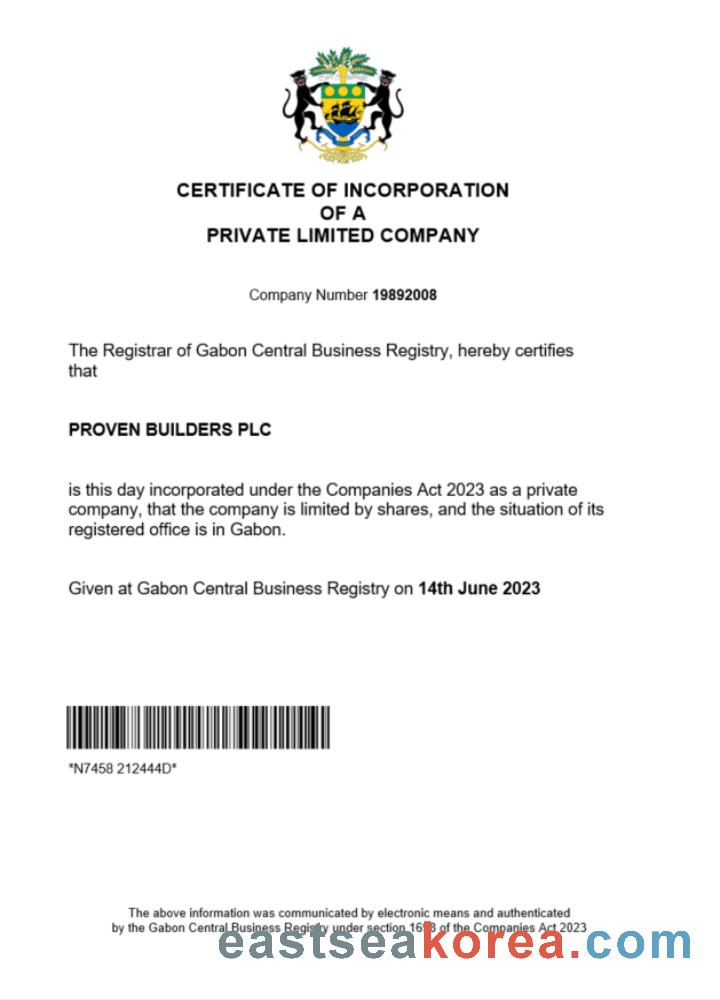 CERTIFICATE OF INCORPORATION
OF A
PRIVATE LIMITED COMPANY
Company Number 19892008
The Registrar of Gabon Central Business Registry, hereby certifies
that
PROVEN BUILDERS PLC
is this day incorporated under the Companies Act 2023 as a private
company, that the company is limited by shares, and the situation of its
registered office is in Gabon.
Given at Gabon Central Business Registry on 14th June 2023
*N7458 212444D*
The above information was communicated by electronic means and authenticated
by the Gabon Central Business Registry under section of the Companies Act 2023
eastseakorea.com